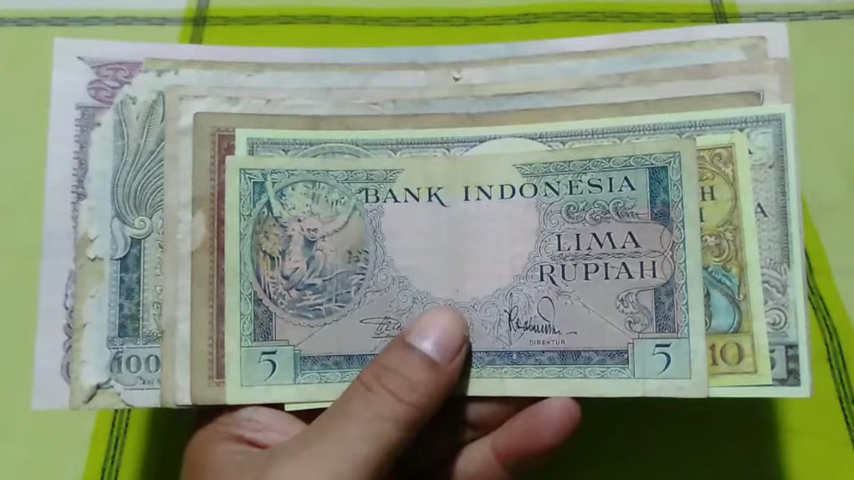 BANK INDONESIA
LIMA
RUPIAH
DIREKTUR
5
5
10
100